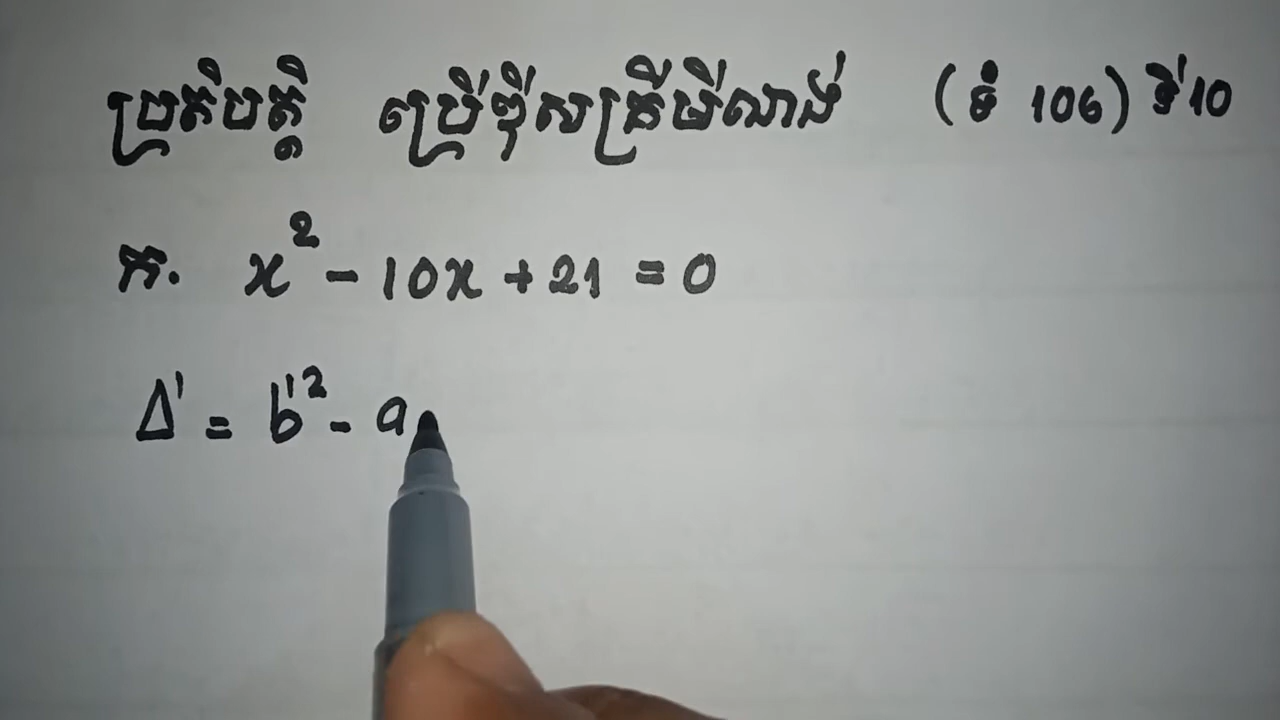 ប្រតិបត្តិ ប្រើឌីសគ្រីមីណាង់ (ទំ 106) ទី10
ក. x² - 10x + 21 = 0
Δ' = b'² - a